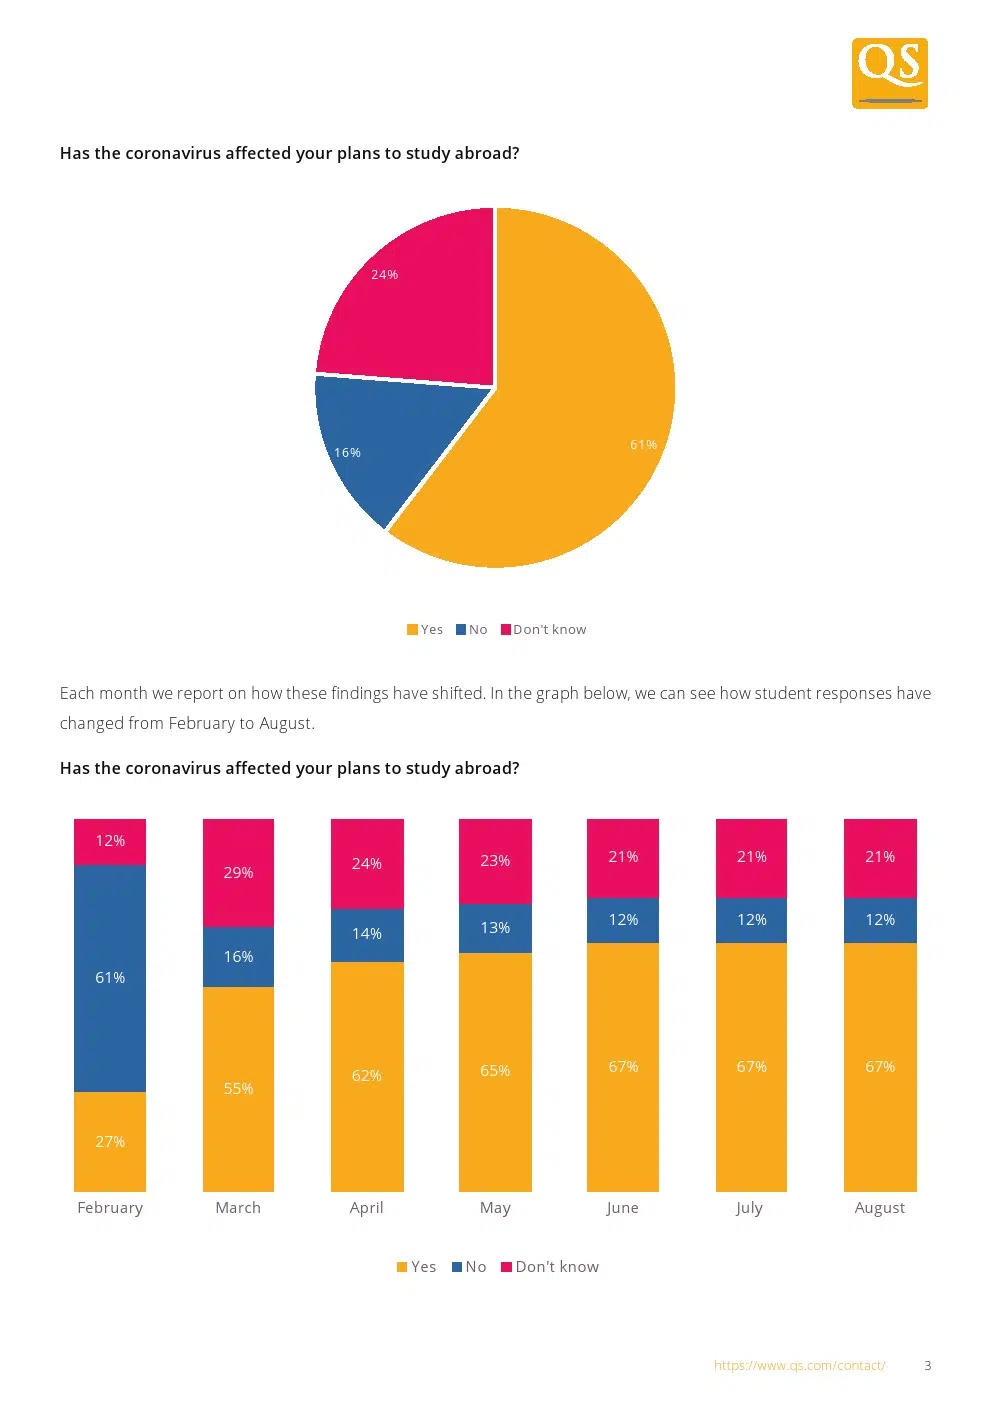 QS
Has the coronavirus affected your plans to study abroad?
24%
61%
16%
Yes No Don't know
Each month we report on how these findings have shifted. In the graph below, we can see how student responses have
changed from February to August.
Has the coronavirus affected your plans to study abroad?
12% 29% 24% 23% 21% 21% 21%
61% 16% 14% 13% 12% 12% 12%
27% 55% 62% 65% 67% 67% 67%
February March April May June July August
Yes No Don't know
https://www.qs.com/contact/ 3